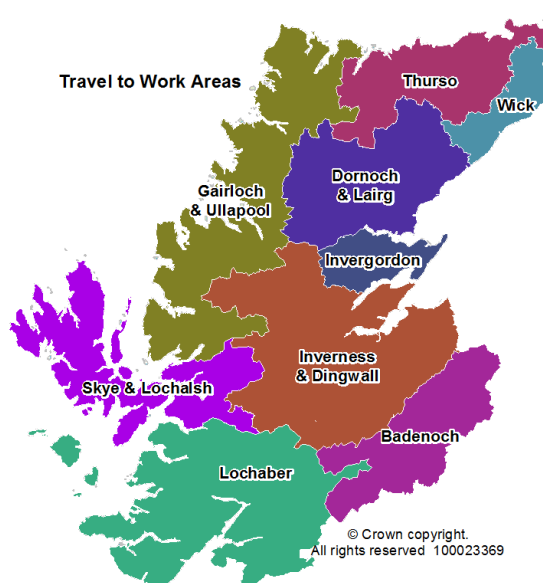 Travel to Work Areas
Thurso
Wick
Dornoch
& Lairg
Gairloch
& Ullapool
Invergordon
Inverness
& Dingwall
Skye & Lochalsh
Badenoch
Lochaber
© Crown copyright.
All rights reserved 100023369